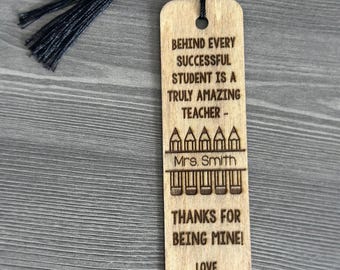 BEHIND EVERY
SUCCESSFUL
STUDENT IS A
TRULY AMAZING
TEACHER -
Mrs. Smith
THANKS FOR
BEING MINE!
LOVE